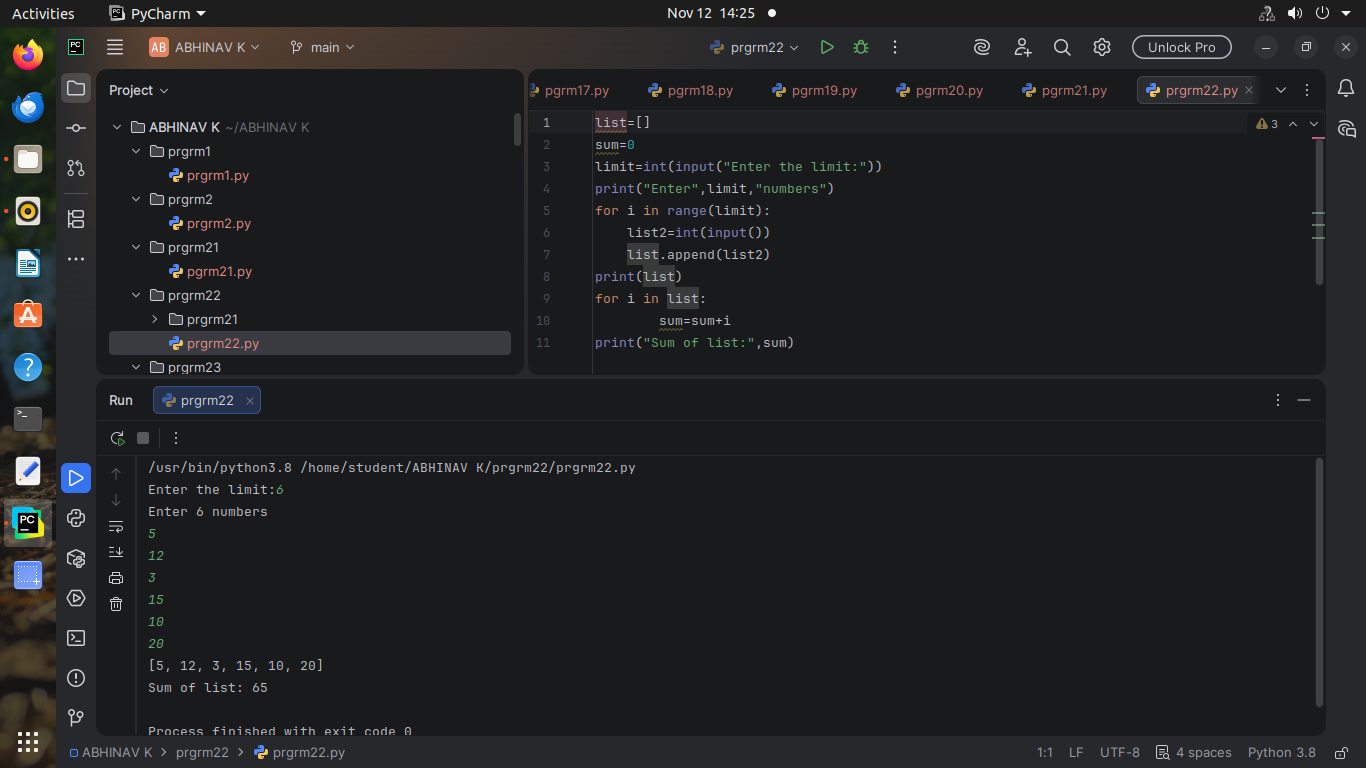 Activities PyCharm Nov 12 14:25
PC AB ABHINAV K main prgrm22 Unlock Pro
Project
ABHINAV K ~/ABHINAV K
prgrm1
prgrm1.py
prgrm2
prgrm2.py
prgrm21
pgrm21.py
prgrm22
prgrm21
prgrm22.py
prgrm23
pgrm17.py pgrm18.py prgm19.py pgrm20.py pgrm21.py prgrm22.py
1 list=[] 3
2 sum=0
3 limit=int(input("Enter the limit:"))
4 print("Enter",limit,"numbers")
5 for i in range(limit):
6     list2=int(input())
7     list.append(list2)
8 print(list)
9 for i in list:
10         sum=sum+i
11 print("Sum of list:",sum)
Run prgrm22
/usr/bin/python3.8 /home/student/ABHINAV K/prgrm22/prgrm22.py
Enter the limit:6
Enter 6 numbers
5
12
3
15
10
20
[5, 12, 3, 15, 10, 20]
Sum of list: 65
Process finished with exit code 0
ABHINAV K > prgrm22 > prgrm22.py 1:1 LF UTF-8 4 spaces Python 3.8